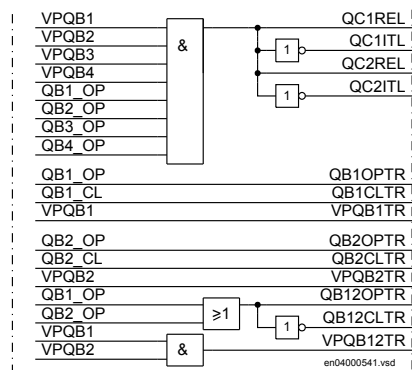 VPQB1 QC1REL
VPQB2 & QC1ITL
VPQB3 1 QC2REL
VPQB4 QC2ITL
QB1_OP 1
QB2_OP
QB3_OP
QB4_OP
QB1_OP QB1OPTR
QB1_CL QB1CLTR
VPQB1 VPQB1TR
QB2_OP QB2OPTR
QB2_CL QB2CLTR
VPQB2 VPQB2TR
QB1_OP QB12OPTR
QB2_OP ≥1 QB12CLTR
VPQB1 1 VPQB12TR
VPQB2 &
en04000541.vsd